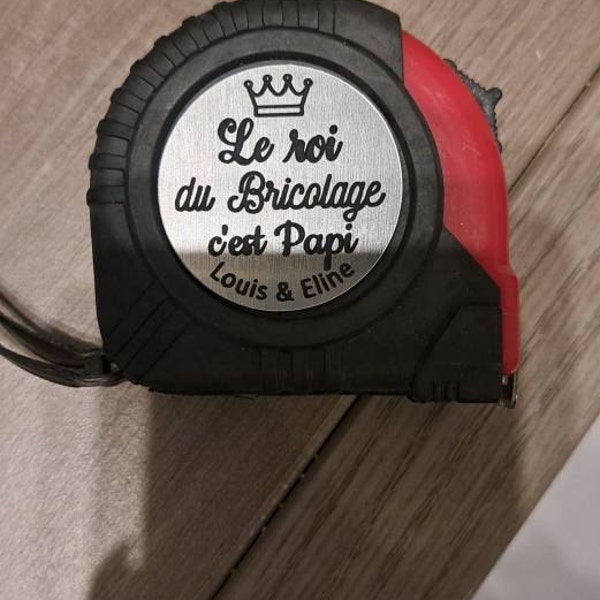 Le roi
du Bricolage
c'est Papi
Louis & Eline